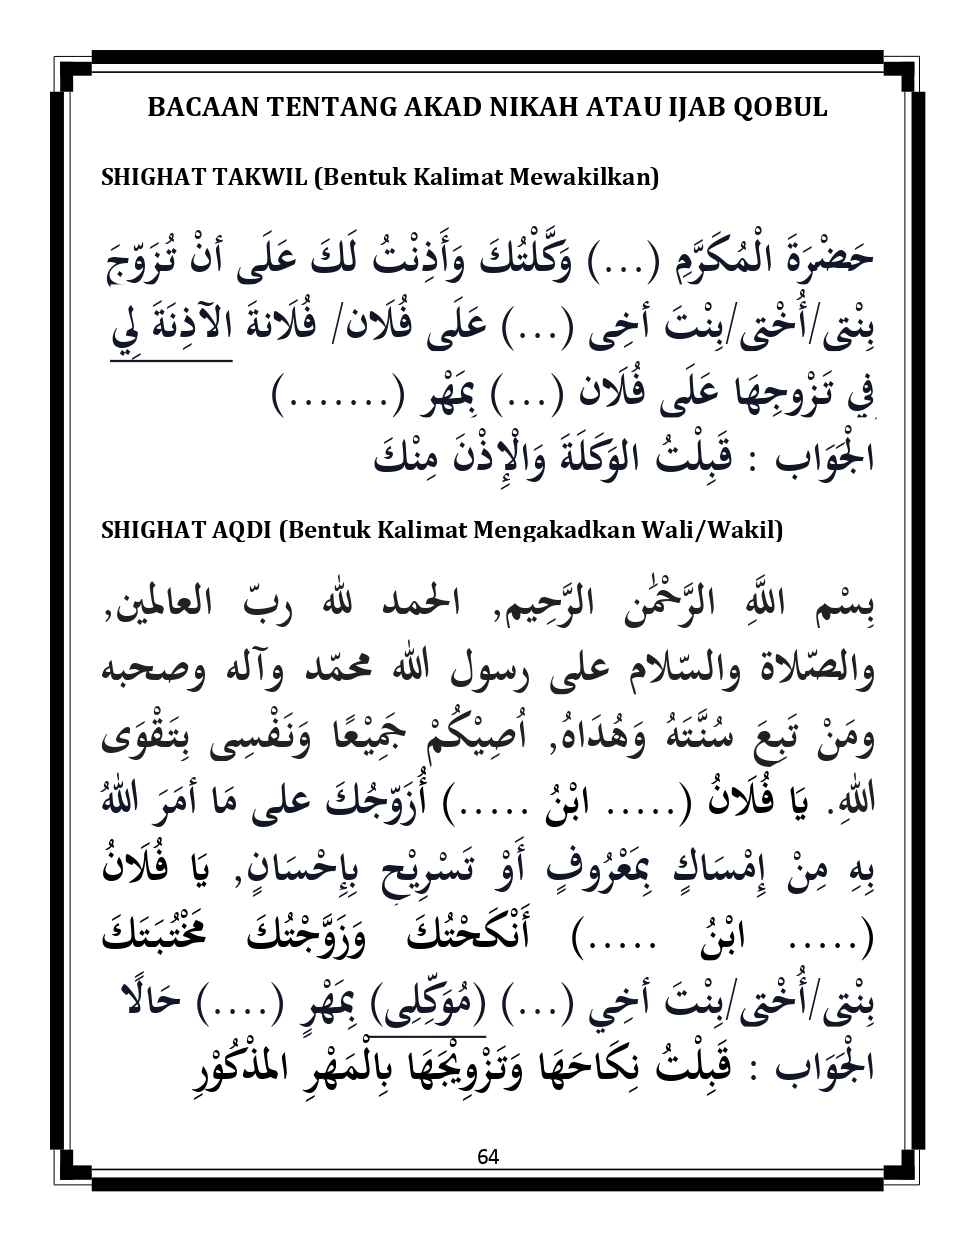 BACAAN TENTANG AKAD NIKAH ATAU IJAB QOBUL
SHIGHAT TAKWIL (Bentuk Kalimat Mewakilkan)
حَضْرَةَ الْمُكَرَّمِ (...) وَكَّلْتُكَ وَأَذِنْتُ لَكَ عَلَى أنْ تُزَوّجَ
بِنْتِى/أُخْتِى/بِنْتَ أخِى (...) عَلَى فُلَان/ فُلَانةَ الآذِنَةَ لِي
فِي تَزْوِجِهَا عَلَى فُلَان (...) بِمَهْر (.......)
الْجَوَاب : قَبِلْتُ الوَكَلَةَ وَالْإِذْنَ مِنْكَ
SHIGHAT AQDI (Bentuk Kalimat Mengakadkan Wali/Wakil)
بِسْم اللَّهِ الرَّحْمَٰن الرَّحِيم, الحمد لله ربّ العالمين,
والصّلاة والسّلام على رسول الله محمّد وآله وصحبه
ومَنْ تَبِعَ سُنَّتَهُ وَهُدَاهُ, اُصِيْكُمْ جَمِيْعًا وَنَفْسِى بِتَقْوَى
اللهِ. يَا فُلَانُ (..... ابْنُ .....) أُزَوّجُكَ على مَا أمَرَ اللهُ
بِهِ مِنْ إِمْسَاكٍ بِمَعْرُوفٍ أَوْ تَسْرِيْحٍ بِإِحْسَانٍ, يَا فُلَانُ
(..... ابْنُ .....) أَنْكَحْتُكَ وَزَوَّجْتُكَ مَخْتُبَتَكَ
بِنْتِى/أُخْتِى/بِنْتَ أخِي (...) (مُوَكِّلِى) بِمَهْرٍ (....) حَالًا
الْجَوَاب : قَبِلْتُ نِكَاحَهَا وَتَزْوِيْجَهَا بِالْمَهْرِ المذْكُوْرِ
64